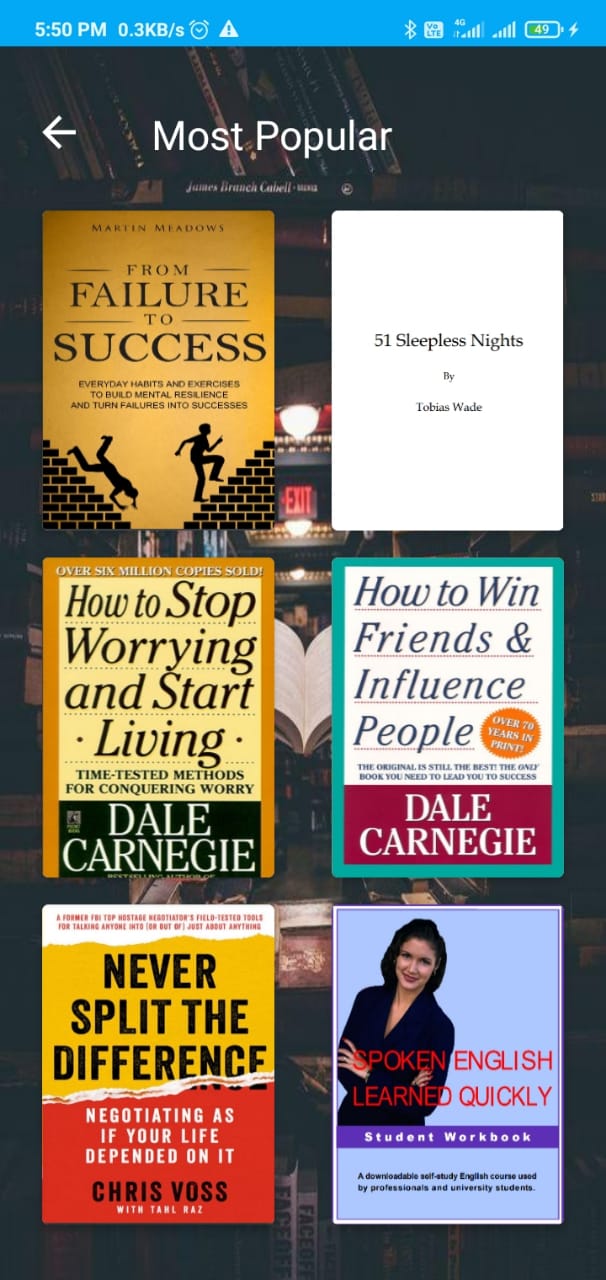 5:50 PM 0.3KB/s
Vo LTE
4G
49
Most Popular
James Branch Cabell
MARTIN MEADOWS
FROM
FAILURE
TO
SUCCESS
EVERYDAY HABITS AND EXERCISES
TO BUILD MENTAL RESILIENCE
AND TURN FAILURES INTO SUCCESSES
51 Sleepless Nights
By
Tobias Wade
EXIT
OVER SIX MILLION COPIES SOLD!
How to Stop
Worrying
and Start
· Living ·
TIME-TESTED METHODS
FOR CONQUERING WORRY
DALE
CARNEGIE
BESTSELLING AUTHOR OF
How to Win
Friends &
Influence
People
OVER 70
YEARS IN
PRINT!
THE ORIGINAL IS STILL THE BEST! THE ONLY
BOOK YOU NEED TO LEAD YOU TO SUCCESS
DALE
CARNEGIE
A FORMER FBI TOP HOSTAGE NEGOTIATOR'S FIELD-TESTED TOOLS
FOR TALKING ANYONE INTO (OR OUT OF) JUST ABOUT ANYTHING
NEVER
SPLIT THE
DIFFERENCE
NEGOTIATING AS
IF YOUR LIFE
DEPENDED ON IT
CHRIS VOSS
WITH TAHL RAZ
SPOKEN ENGLISH
LEARNED QUICKLY
Student Workbook
A downloadable self-study English course used
by professionals and university students.
FACEOFF